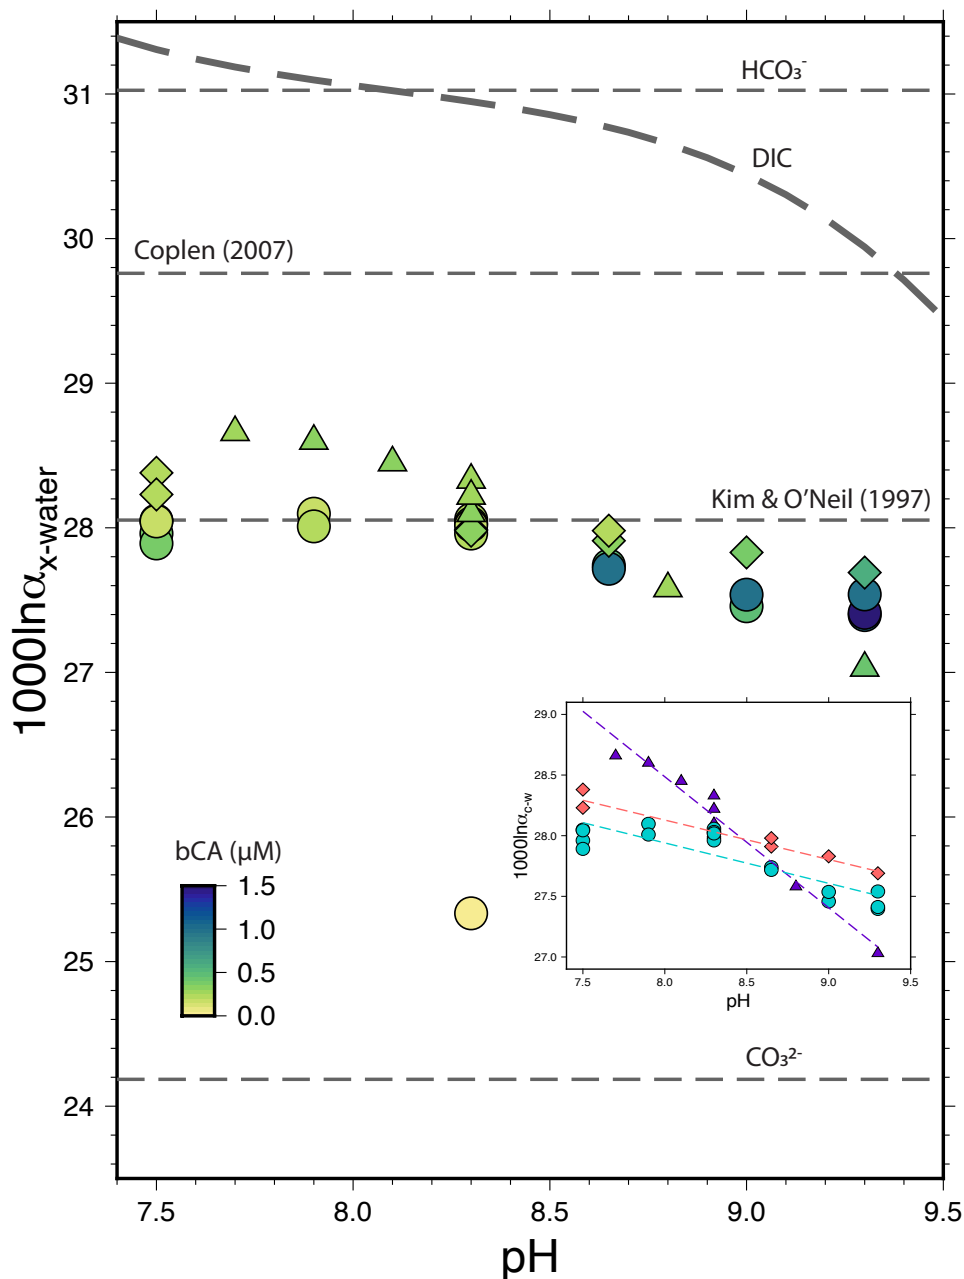 HCO₃⁻
31
DIC
30
Coplen (2007)
29
28
Kim & O'Neil (1997)
1000lnαx-water
27
26
bCA (μM)
1.5
1.0
0.5
0.0
25
CO₃²⁻
24
7.5 8.0 8.5 9.0 9.5
pH
29.0
28.5
28.0
27.5
27.0
1000lnαc-w
7.5 8.0 8.5 9.0 9.5
pH